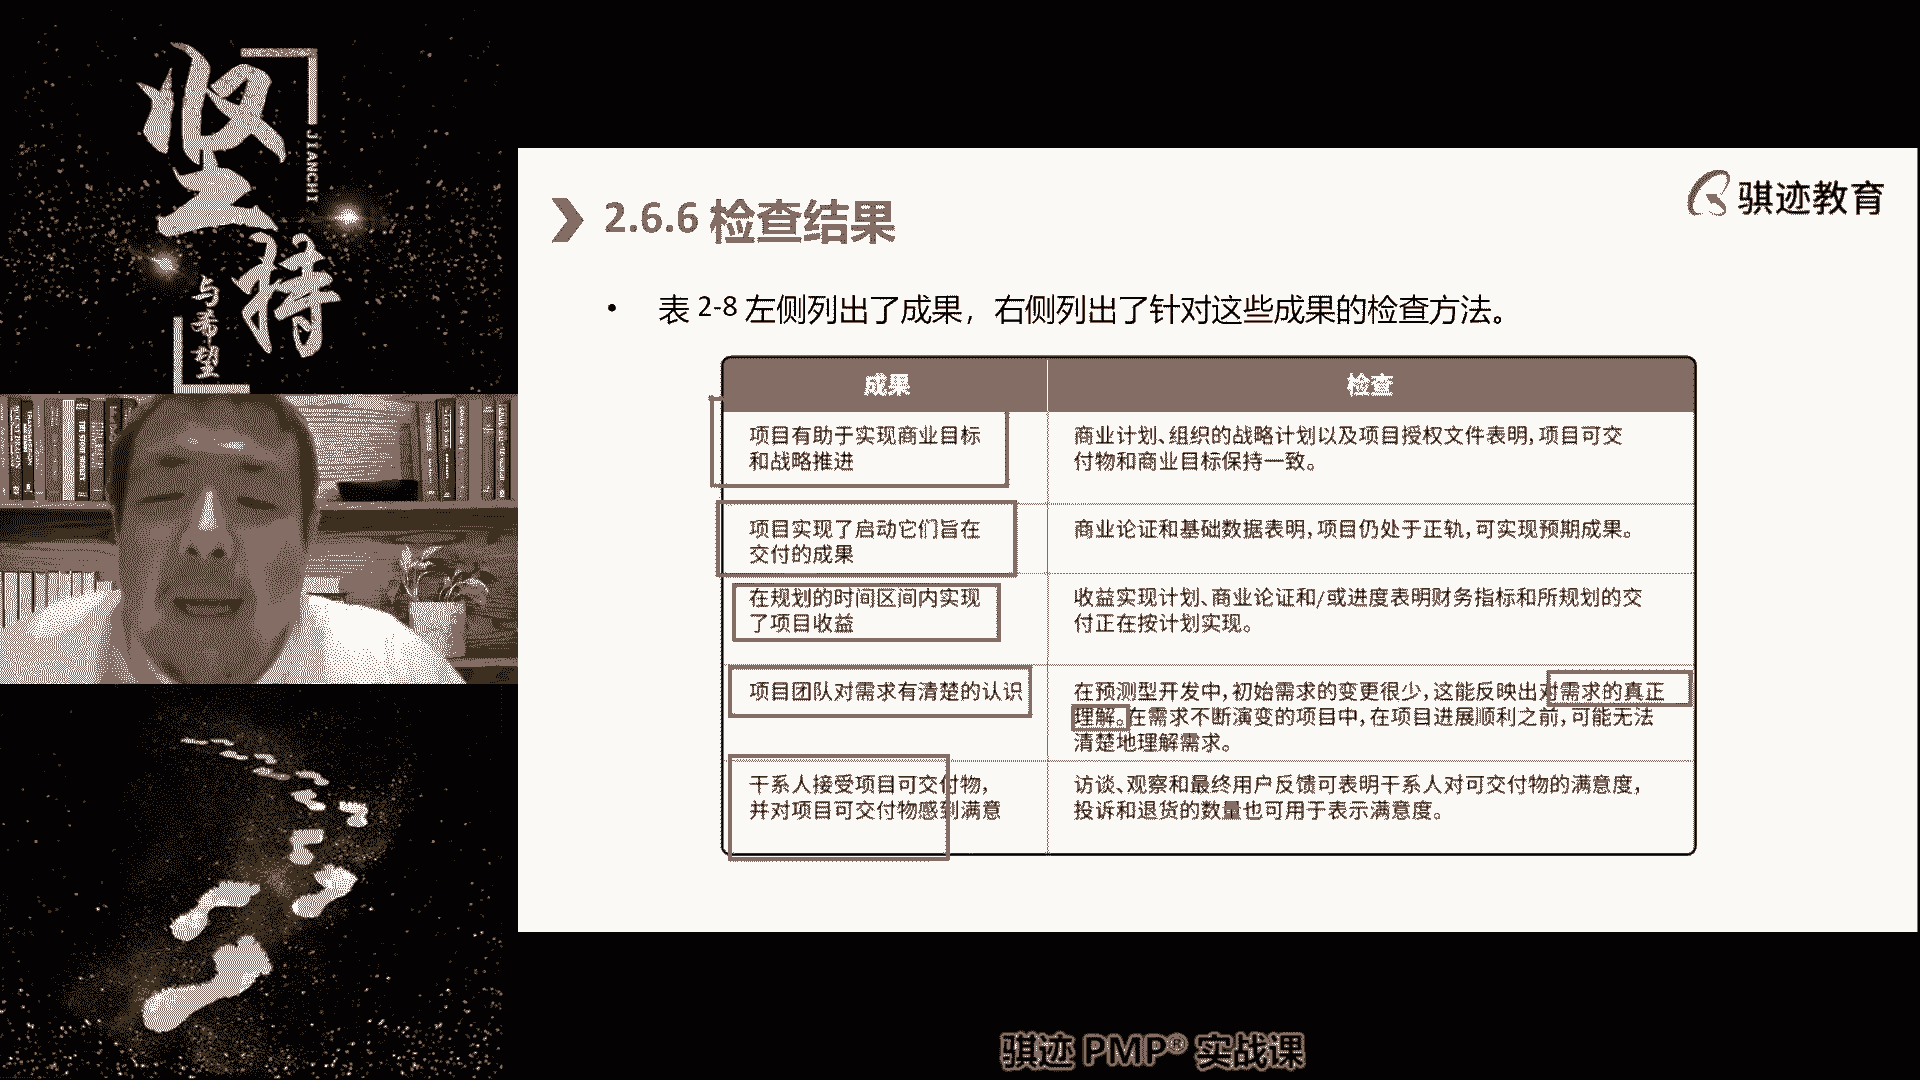 坚持
JIANCHI
与希望
骐迹教育
2.6.6 检查结果
• 表 2-8 左侧列出了成果，右侧列出了针对这些成果的检查方法。
成果
检查
项目有助于实现商业目标
和战略推进
商业计划、组织的战略计划以及项目授权文件表明，项目可交
付物和商业目标保持一致。
项目实现了启动它们旨在
交付的成果
商业论证和基础数据表明，项目仍处于正轨，可实现预期成果。
在规划的时间区间内实现
了项目收益
收益实现计划、商业论证和/或进度表明财务指标和所规划的交
付正在按计划实现。
项目团队对需求有清楚的认识
在预测型开发中，初始需求的变更很少，这能反映出对需求的真正
理解。在需求不断演变的项目中，在项目进展顺利之前，可能无法
清楚地理解需求。
干系人接受项目可交付物，
并对项目可交付物感到满意
访谈、观察和最终用户反馈可表明干系人对可交付物的满意度，
投诉和退货的数量也可用于表示满意度。
骐迹 PMP® 实战课